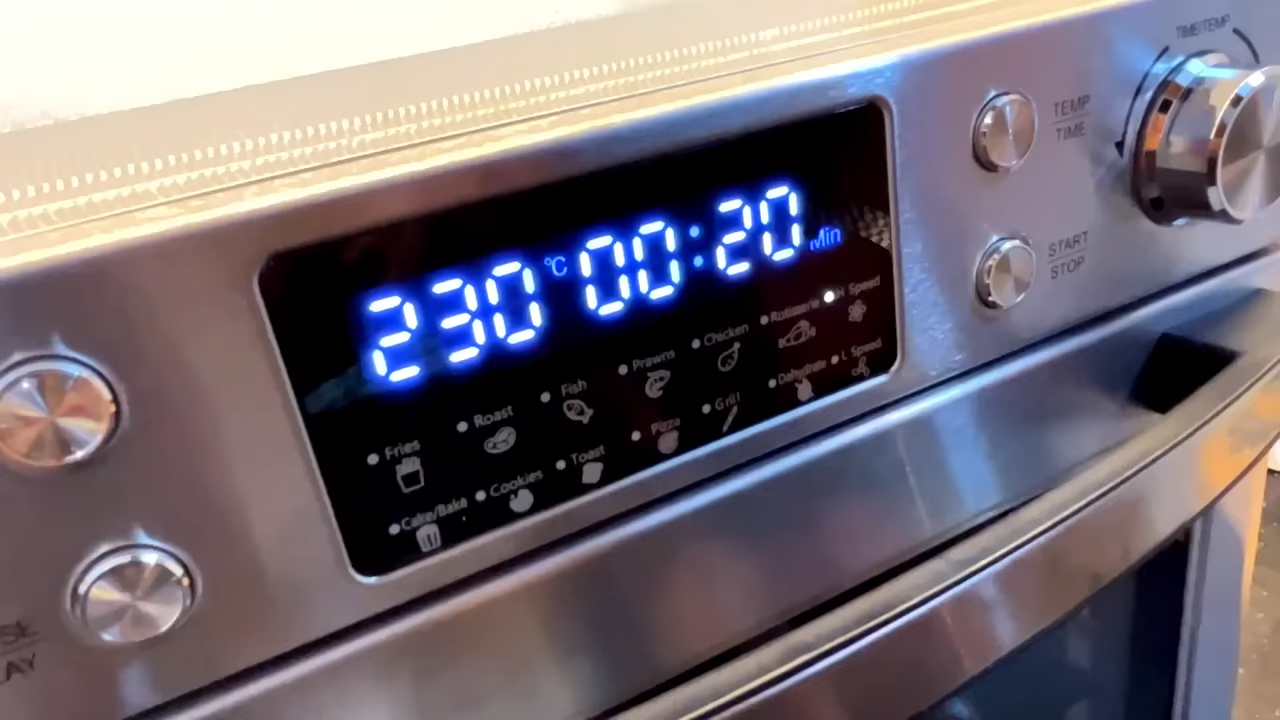 TIME/TEMP
TEMP
TIME
START
STOP
230 °C 00:20 Min
Fries Roast Fish Prawns Chicken Rotisserie H Speed
Cake/Bake Cookies Toast Pizza Grill Dehydrate L Speed